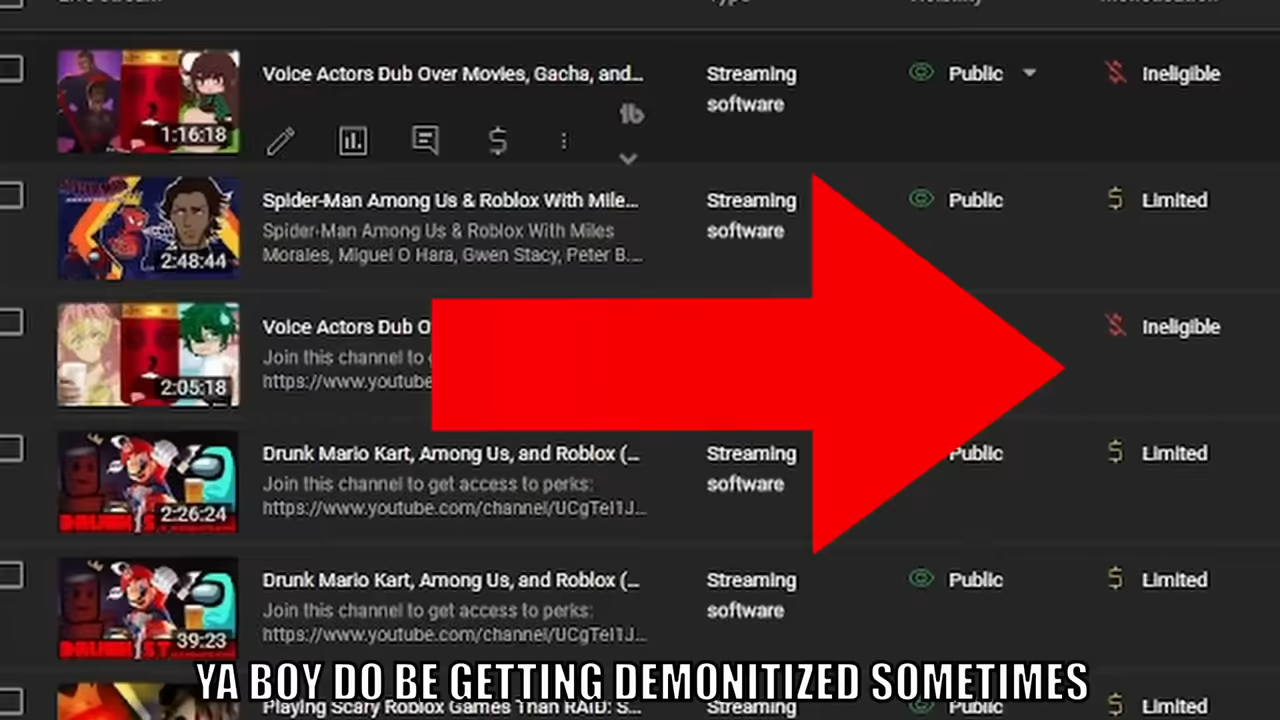 Voice Actors Dub Over Movies, Gacha, and...
Streaming
software
Public
Ineligible
1:16:18
Spider-Man Among Us & Roblox With Mile...
Spider-Man Among Us & Roblox With Miles
Morales, Miguel O Hara, Gwen Stacy, Peter B....
Streaming
software
Public
Limited
2:48:44
Voice Actors Dub O
Join this channel to
https://www.youtube
Ineligible
2:05:18
Drunk Mario Kart, Among Us, and Roblox (...
Join this channel to get access to perks:
https://www.youtube.com/channel/UCgTeI1J...
Streaming
software
Public
Limited
2:26:24
Drunk Mario Kart, Among Us, and Roblox (...
Join this channel to get access to perks:
https://www.youtube.com/channel/UCgTeI1J...
Streaming
software
Public
Limited
39:23
YA BOY DO BE GETTING DEMONITIZED SOMETIMES
Playing Scary Roblox Games Than RAID: S...
Streaming
Public
Limited